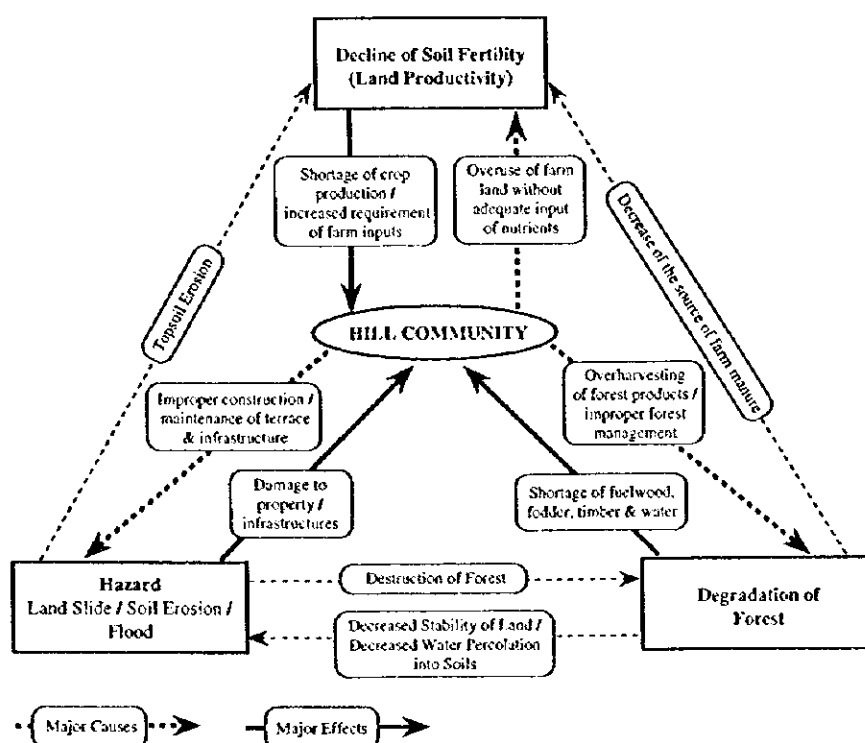 Decline of Soil Fertility
(Land Productivity)
Shortage of crop
production /
increased requirement
of farm inputs
Overuse of farm
land without
adequate input
of nutrients
Topsoil Erosion
Decrease of the source of farm manure
HILL COMMUNITY
Improper construction /
maintenance of terrace
& infrastructure
Overharvesting
of forest products /
improper forest
management
Damage to
property /
infrastructures
Shortage of fuelwood,
fodder, timber & water
Hazard
Land Slide / Soil Erosion /
Flood
Destruction of Forest
Decreased Stability of Land /
Decreased Water Percolation
into Soils
Degradation of
Forest
Major Causes
Major Effects